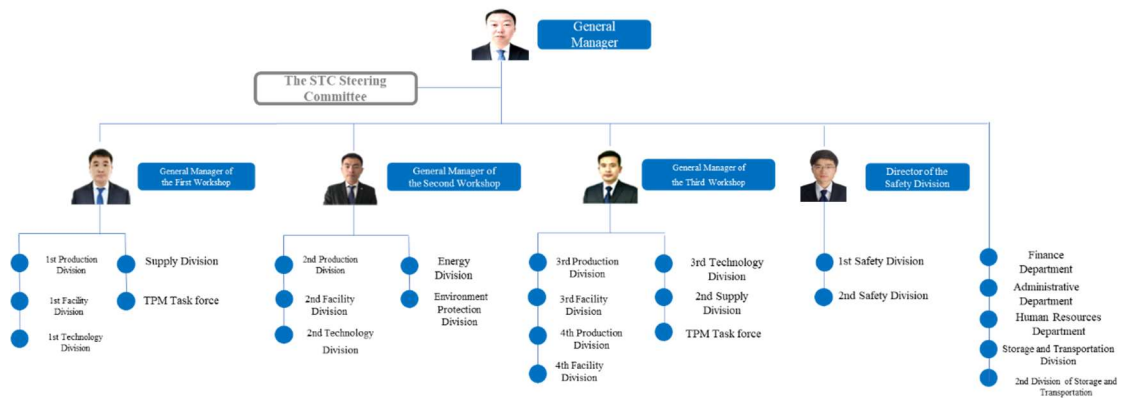 General
Manager
The STC Steering
Committee
General Manager of
the First Workshop
General Manager of
the Second Workshop
General Manager of
the Third Workshop
Director of the
Safety Division
1st Production
Division
1st Facility
Division
1st Technology
Division
Supply Division
TPM Task force
2nd Production
Division
2nd Facility
Division
2nd Technology
Division
Energy
Division
Environment
Protection
Division
3rd Production
Division
3rd Facility
Division
4th Production
Division
4th Facility
Division
3rd Technology
Division
2nd Supply
Division
TPM Task force
1st Safety Division
2nd Safety Division
Finance
Department
Administrative
Department
Human Resources
Department
Storage and Transportation
Division
2nd Division of Storage and
Transportation